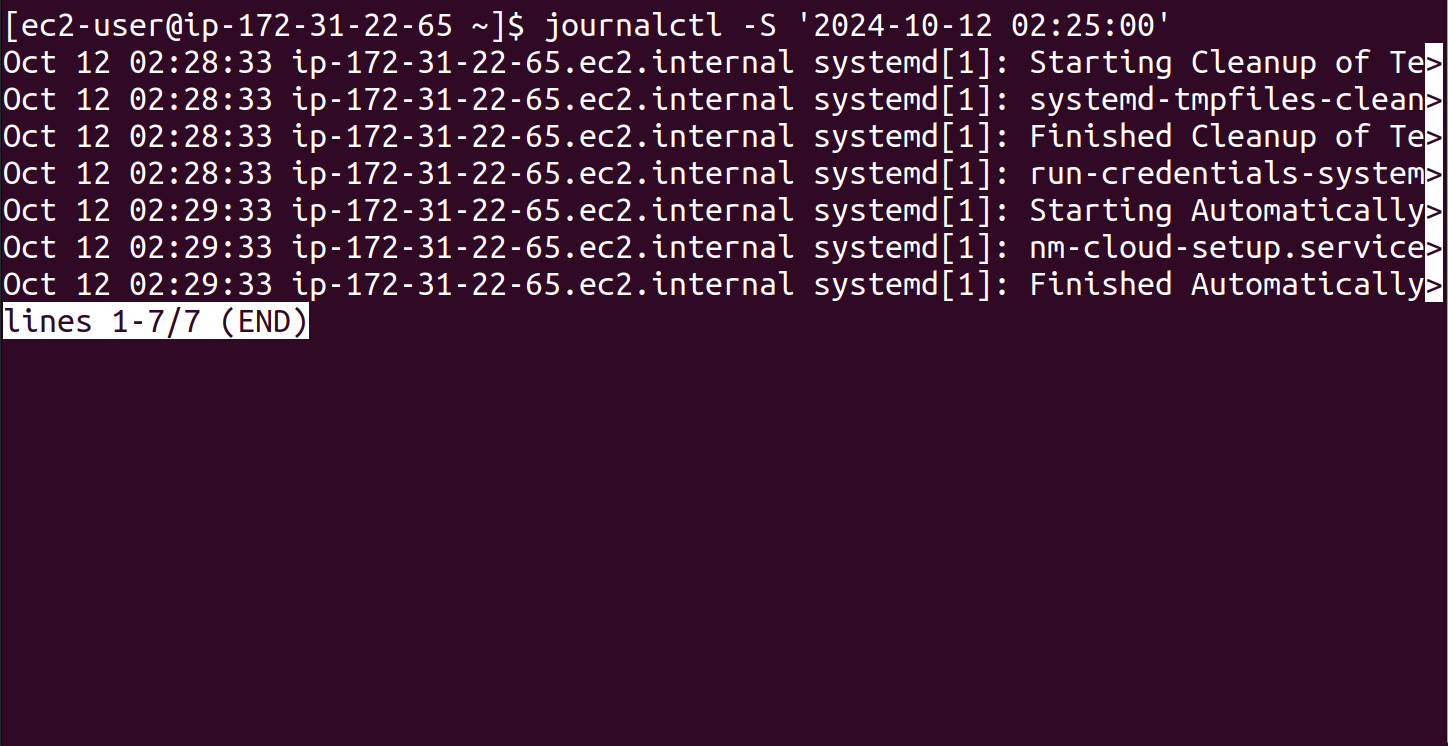 [ec2-user@ip-172-31-22-65 ~]$ journalctl -S '2024-10-12 02:25:00'
Oct 12 02:28:33 ip-172-31-22-65.ec2.internal systemd[1]: Starting Cleanup of Te>
Oct 12 02:28:33 ip-172-31-22-65.ec2.internal systemd[1]: systemd-tmpfiles-clean>
Oct 12 02:28:33 ip-172-31-22-65.ec2.internal systemd[1]: Finished Cleanup of Te>
Oct 12 02:28:33 ip-172-31-22-65.ec2.internal systemd[1]: run-credentials-system>
Oct 12 02:29:33 ip-172-31-22-65.ec2.internal systemd[1]: Starting Automatically>
Oct 12 02:29:33 ip-172-31-22-65.ec2.internal systemd[1]: nm-cloud-setup.service>
Oct 12 02:29:33 ip-172-31-22-65.ec2.internal systemd[1]: Finished Automatically>
lines 1-7/7 (END)